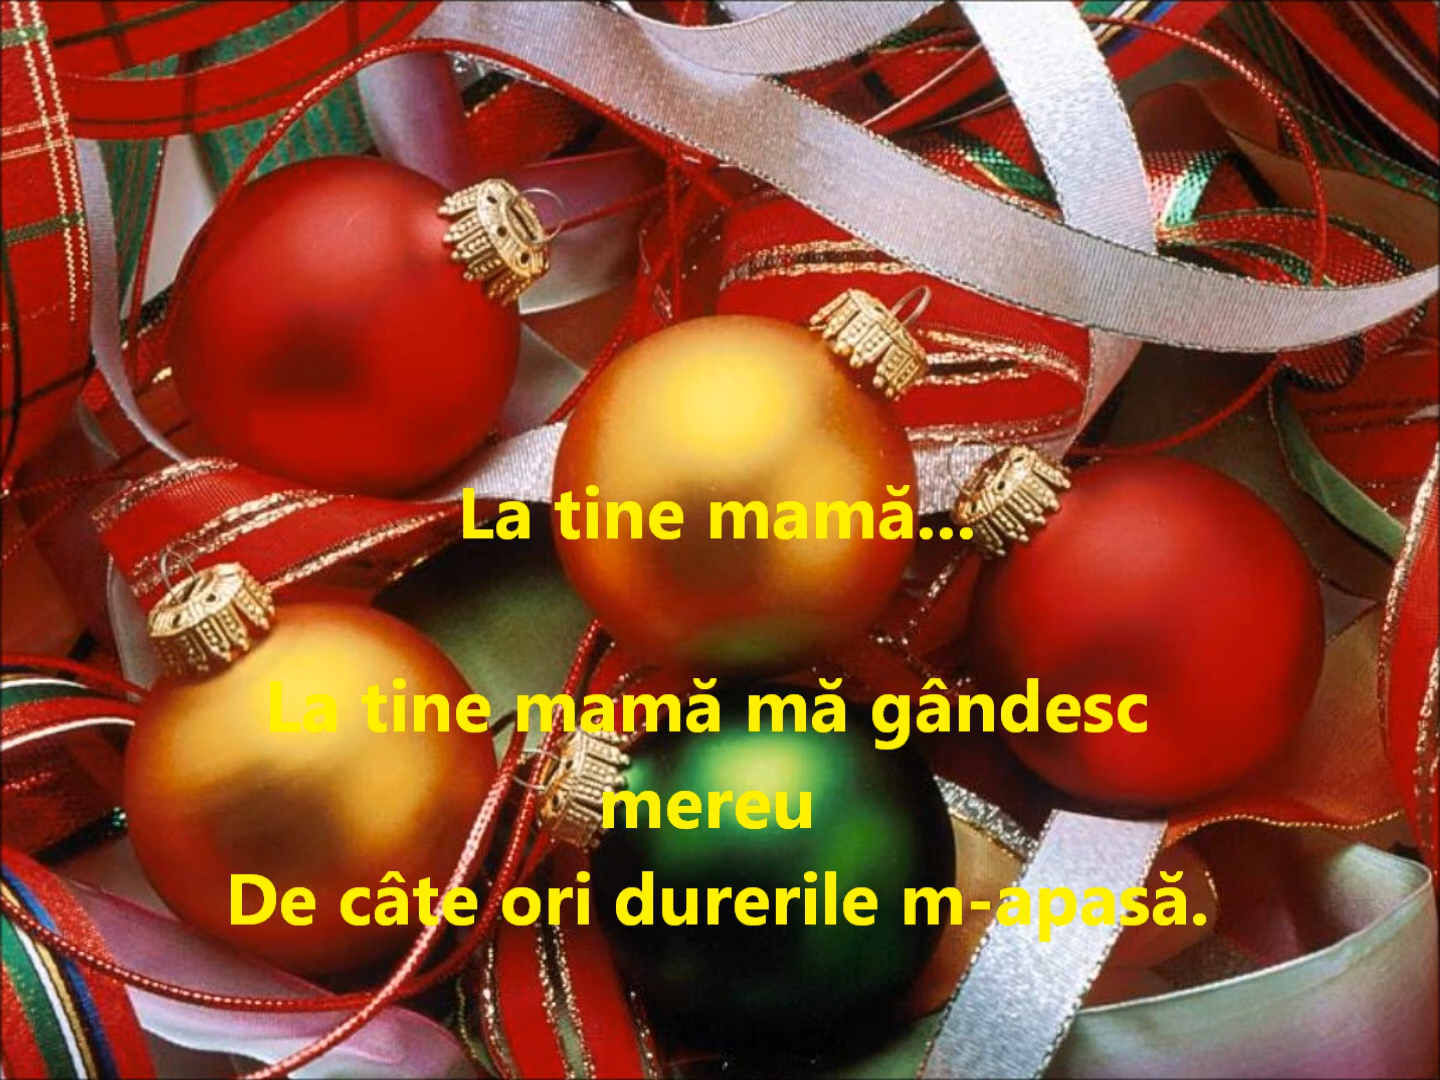 La tine mamă...
La tine mamă mă gândesc
mereu
De câte ori durerile m-apasă.